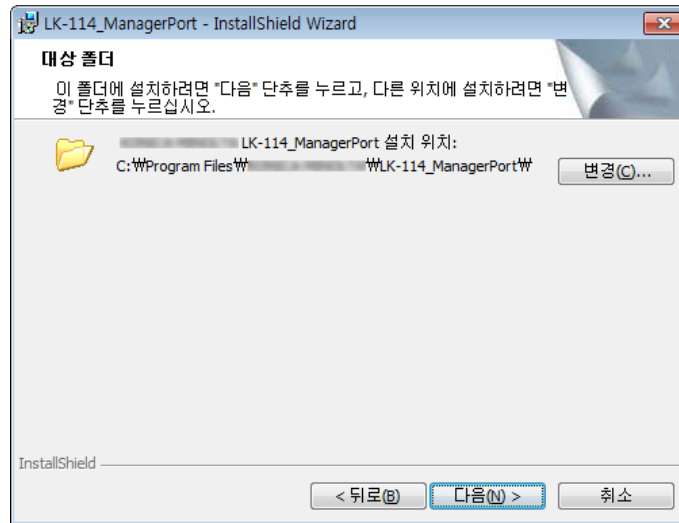 LK-114_ManagerPort - InstallShield Wizard
대상 폴더
이 폴더에 설치하려면 "다음" 단추를 누르고, 다른 위치에 설치하려면 "변
경" 단추를 누르십시오.
LK-114_ManagerPort 설치 위치:
C:₩Program Files₩ ₩LK-114_ManagerPort₩
변경(C)...
InstallShield
< 뒤로(B)
다음(N) >
취소